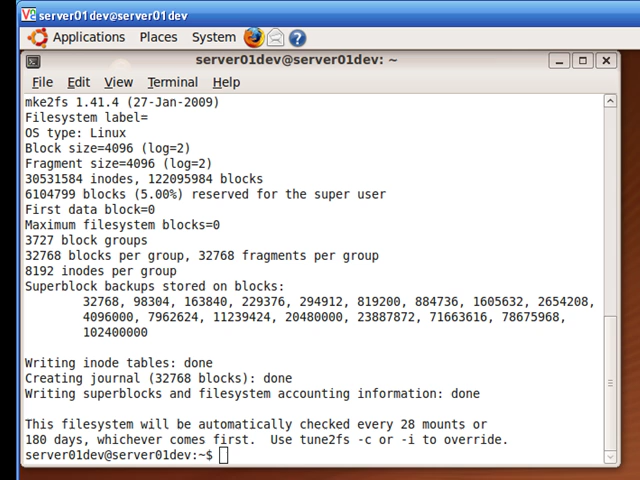 server01dev@server01dev
Applications Places System
server01dev@server01dev: ~
File Edit View Terminal Help
mke2fs 1.41.4 (27-Jan-2009)
Filesystem label=
OS type: Linux
Block size=4096 (log=2)
Fragment size=4096 (log=2)
30531584 inodes, 122095984 blocks
6104799 blocks (5.00%) reserved for the super user
First data block=0
Maximum filesystem blocks=0
3727 block groups
32768 blocks per group, 32768 fragments per group
8192 inodes per group
Superblock backups stored on blocks:
32768, 98304, 163840, 229376, 294912, 819200, 884736, 1605632, 2654208,
4096000, 7962624, 11239424, 20480000, 23887872, 71663616, 78675968,
102400000
Writing inode tables: done
Creating journal (32768 blocks): done
Writing superblocks and filesystem accounting information: done
This filesystem will be automatically checked every 28 mounts or
180 days, whichever comes first.  Use tune2fs -c or -i to override.
server01dev@server01dev:~$